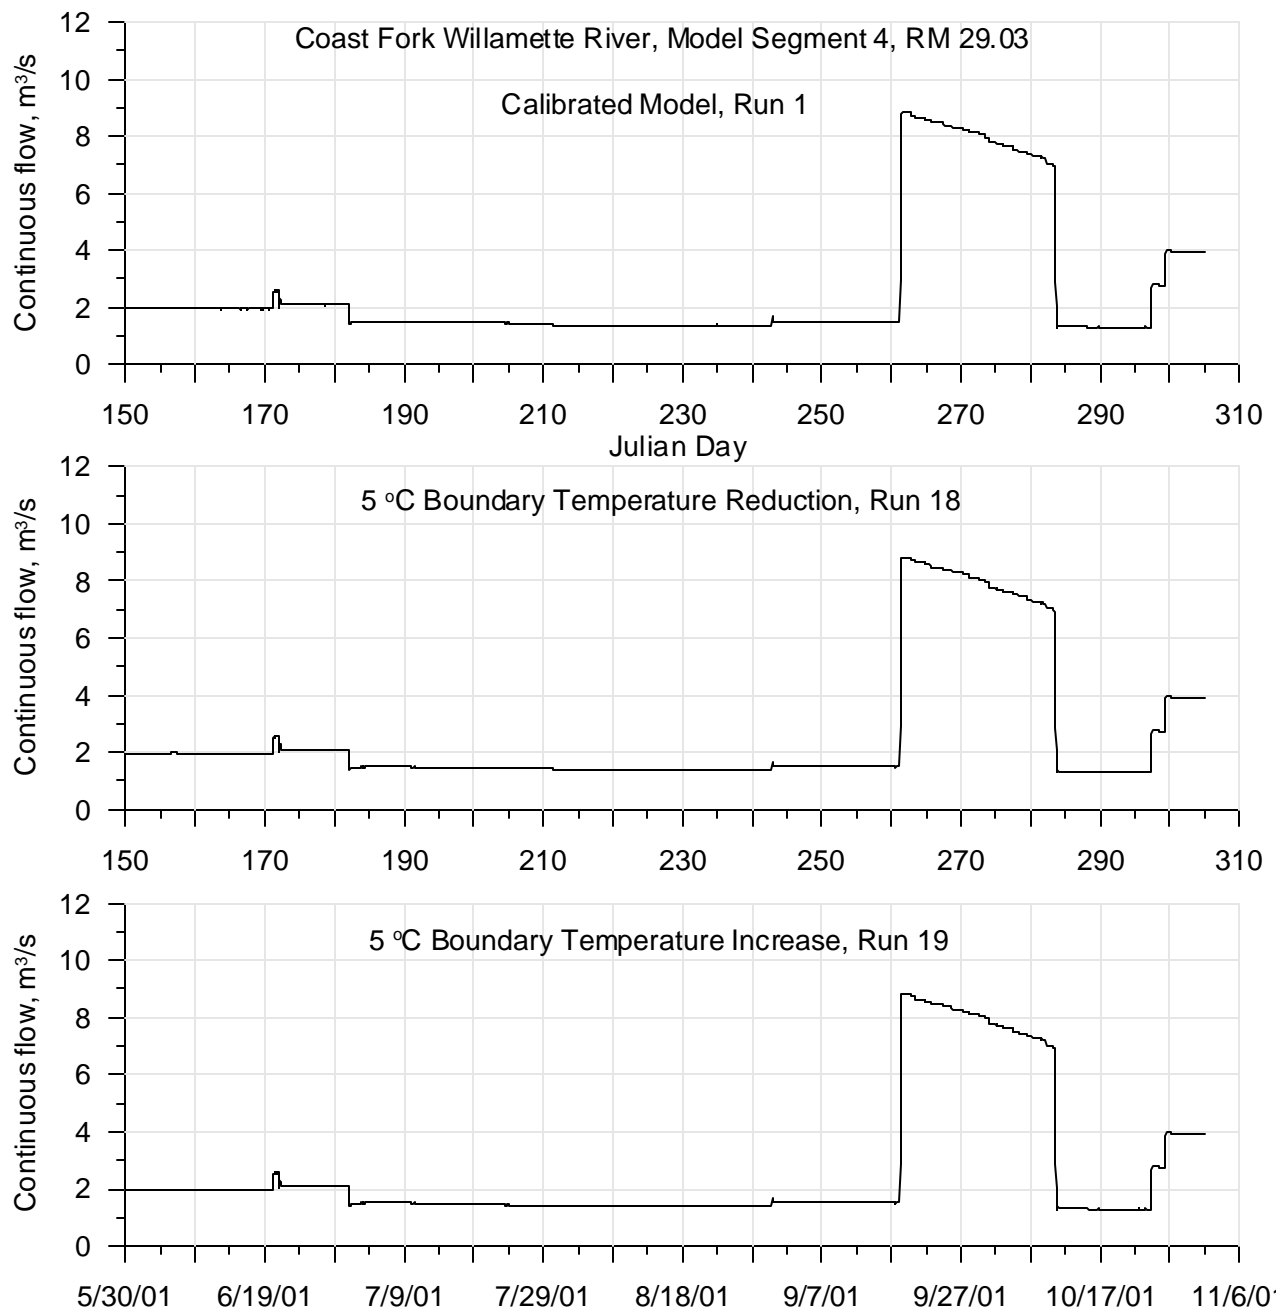 12
Coast Fork Willamette River, Model Segment 4, RM 29.03
10
Calibrated Model, Run 1
8
6
4
2
0
Continuous flow, m³/s
150 170 190 210 230 250 270 290 310
Julian Day
12
5 °C Boundary Temperature Reduction, Run 18
10
8
6
4
2
0
Continuous flow, m³/s
150 170 190 210 230 250 270 290 310
12
5 °C Boundary Temperature Increase, Run 19
10
8
6
4
2
0
Continuous flow, m³/s
5/30/01 6/19/01 7/9/01 7/29/01 8/18/01 9/7/01 9/27/01 10/17/01 11/6/01